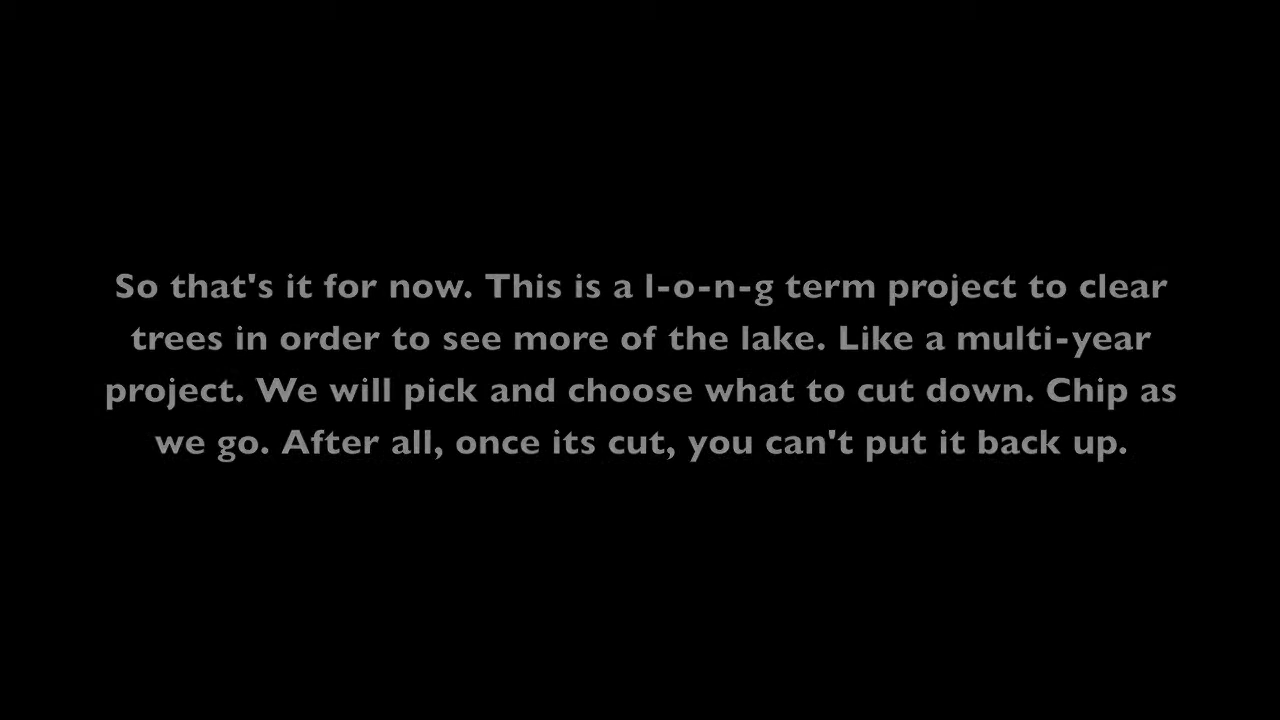 So that's it for now. This is a l-o-n-g term project to clear
trees in order to see more of the lake. Like a multi-year
project. We will pick and choose what to cut down. Chip as
we go. After all, once its cut, you can't put it back up.